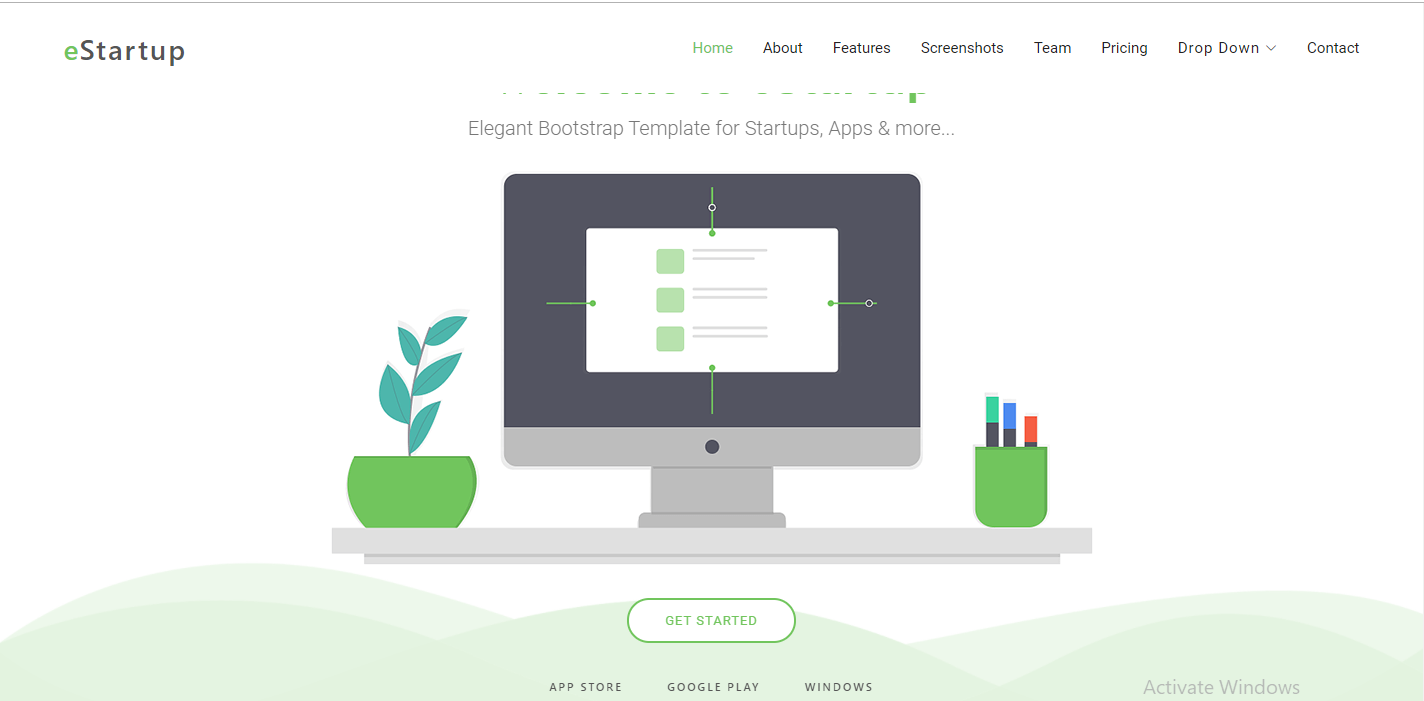 eStartup
Home About Features Screenshots Team Pricing Drop Down Contact
Elegant Bootstrap Template for Startups, Apps & more...
GET STARTED
APP STORE GOOGLE PLAY WINDOWS
Activate Windows